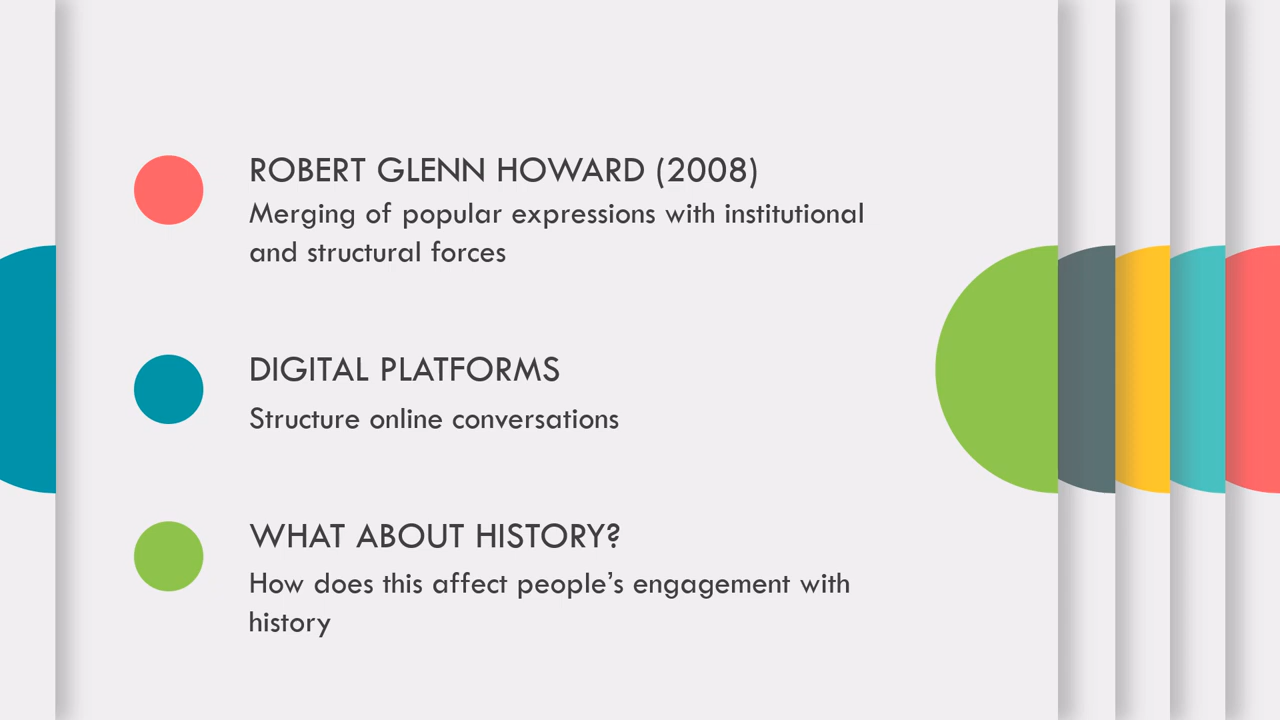 ROBERT GLENN HOWARD (2008)
Merging of popular expressions with institutional
and structural forces
DIGITAL PLATFORMS
Structure online conversations
WHAT ABOUT HISTORY?
How does this affect people’s engagement with
history